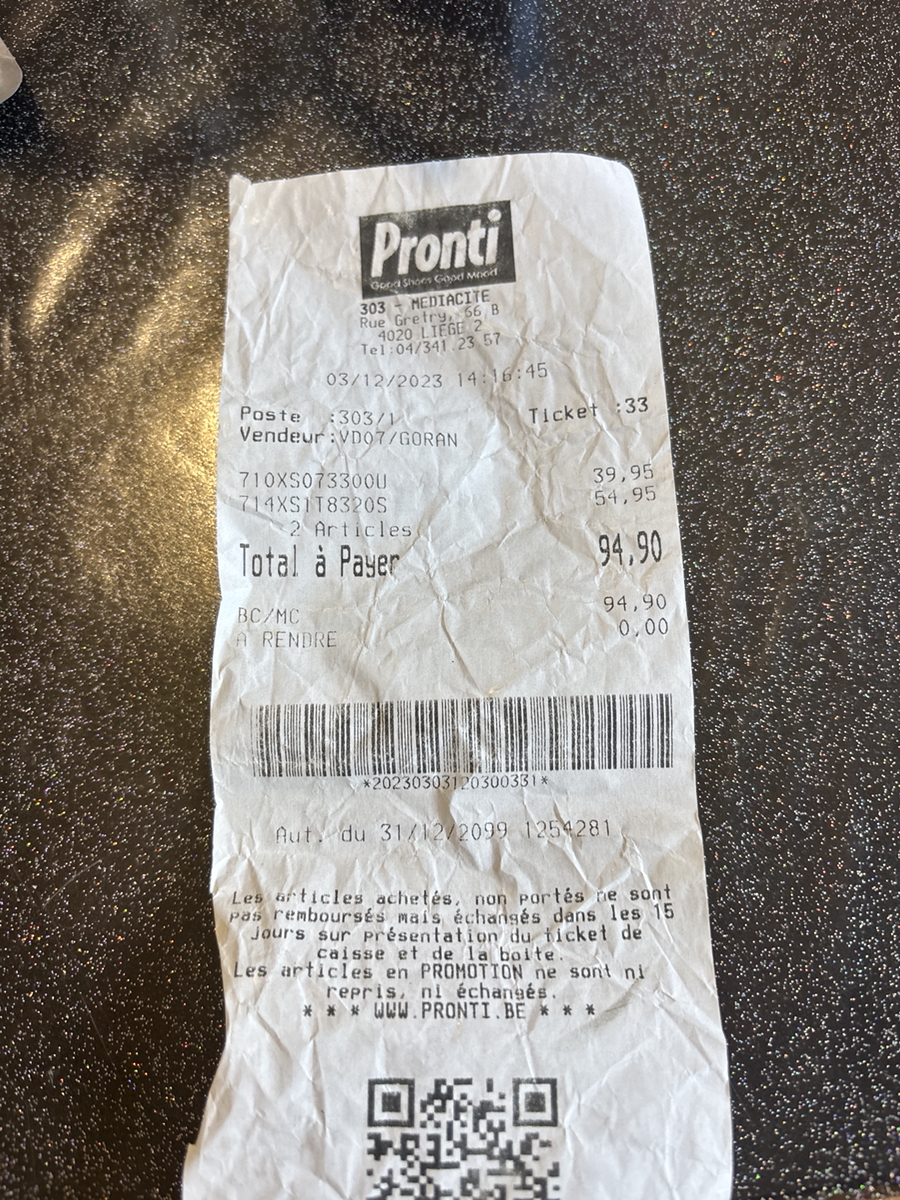 Pronti
Good Shoes Good Mood
303 - MEDIACITE
Rue Gretry, 66 B
4020 LIEGE 2
Tel:04/341.23.57
03/12/2023 14:16:45
Poste :303/1 Ticket :33
Vendeur:VD07/GORAN
710XS073300U 39,95
714XS1T8320S 54,95
2 Articles
Total à Payer 94,90
BC/MC 94,90
A RENDRE 0,00
*20230303120300331*
Aut. du 31/12/2099 1254281
Les articles achetés, non portés ne sont
pas remboursés mais échangés dans les 15
jours sur présentation du ticket de
caisse et de la boite.
Les articles en PROMOTION ne sont ni
repris, ni échangés.
* * * WWW.PRONTI.BE * * *